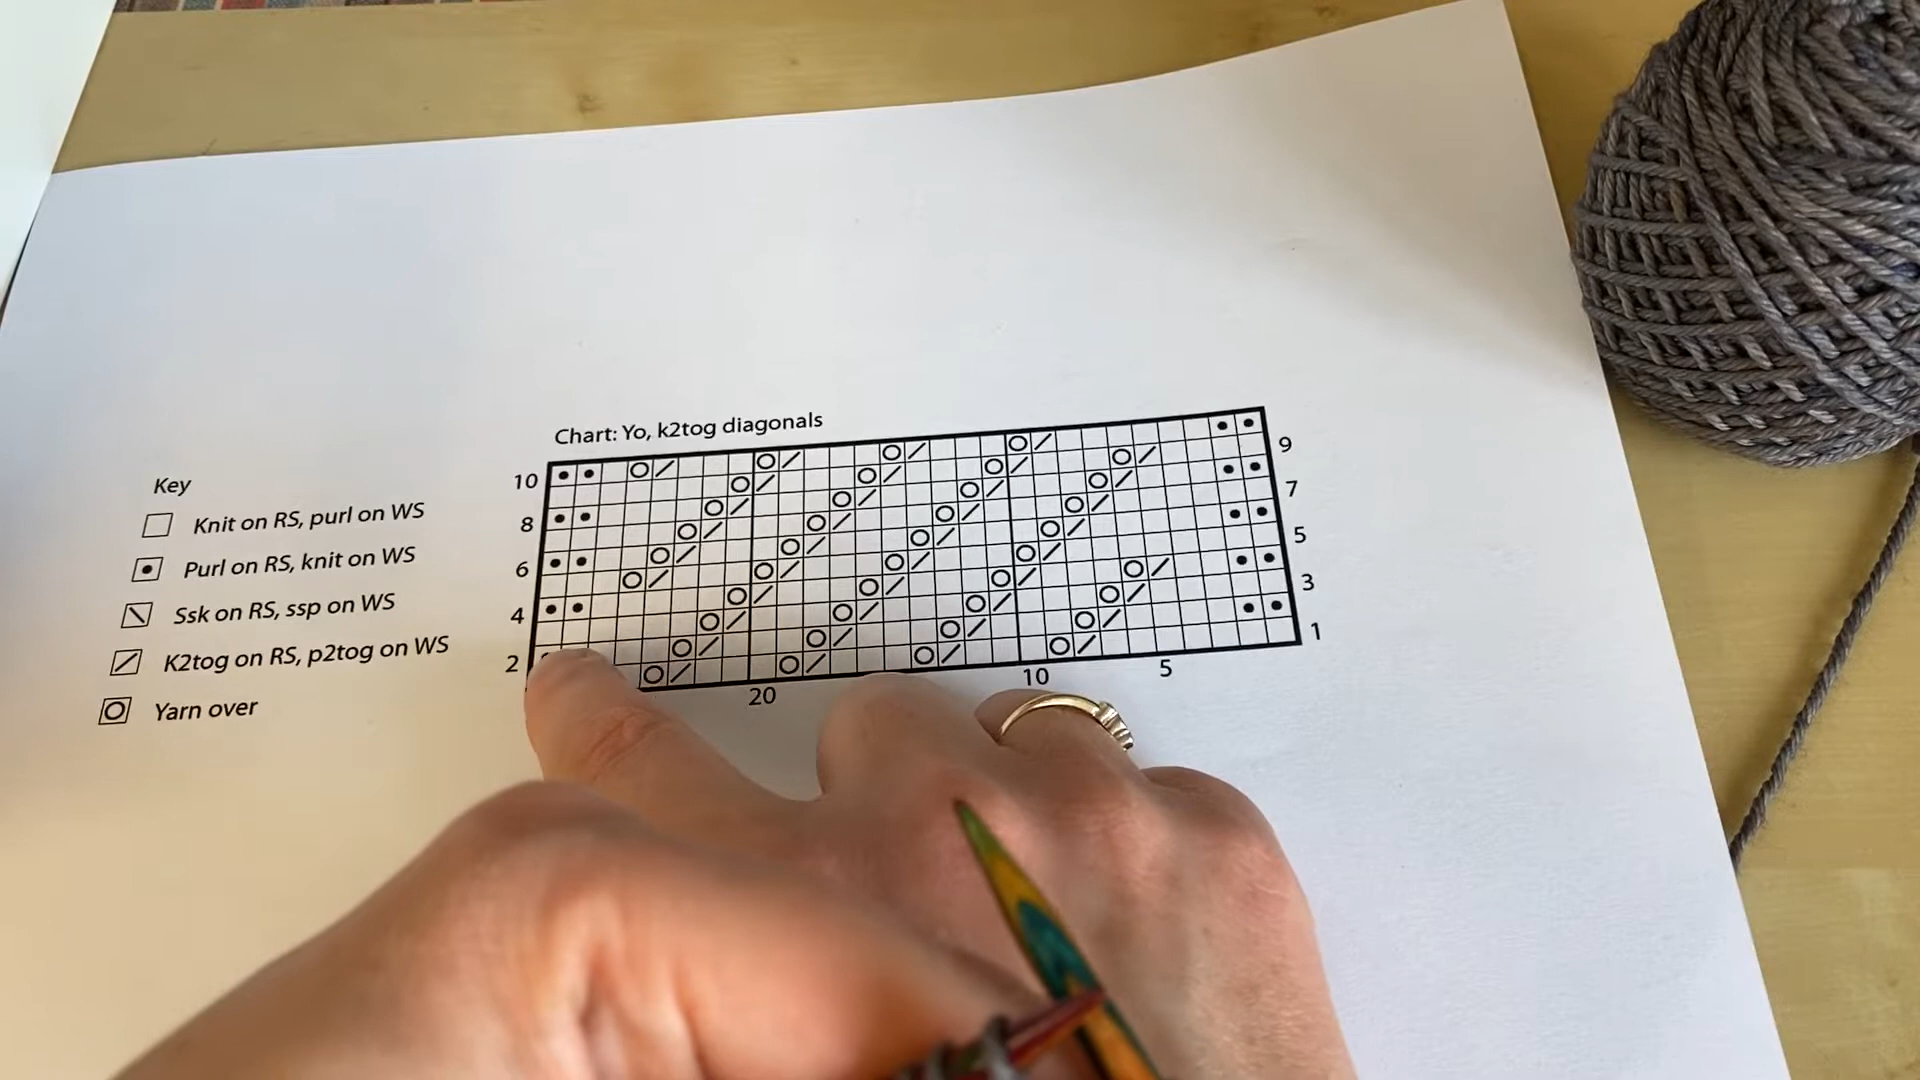 Chart: Yo, k2tog diagonals
Key
Knit on RS, purl on WS
Purl on RS, knit on WS
Ssk on RS, ssp on WS
K2tog on RS, p2tog on WS
Yarn over
10
8
6
4
2
9
7
5
3
1
20
10
5